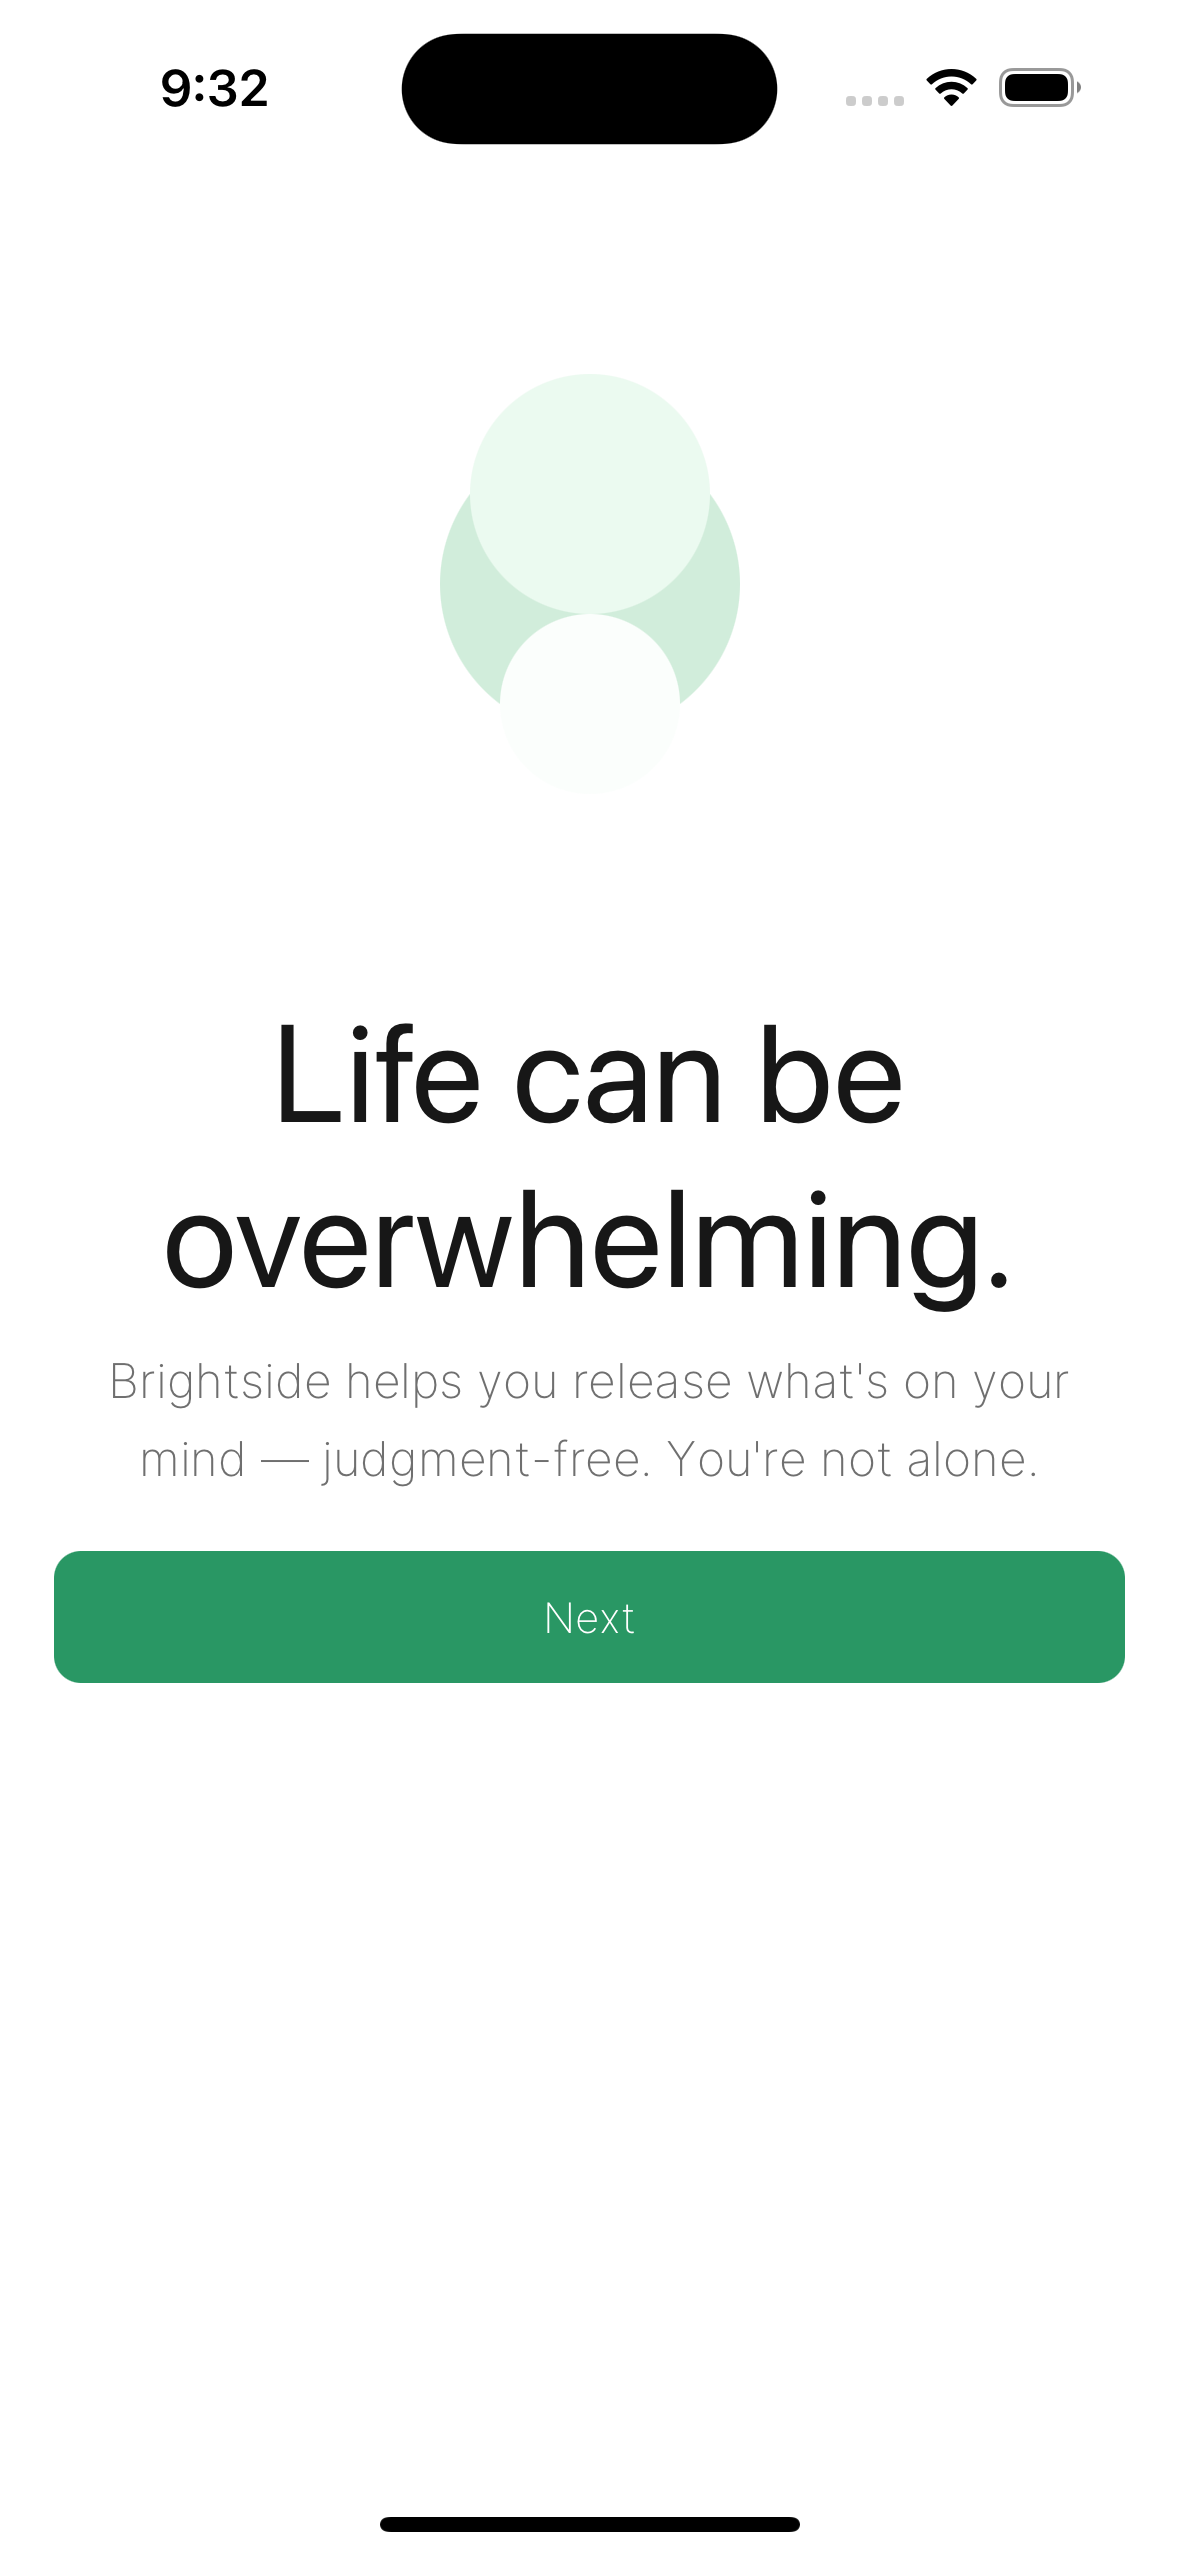 9:32
Life can be
overwhelming.
Brightside helps you release what's on your
mind — judgment-free. You're not alone.
Next